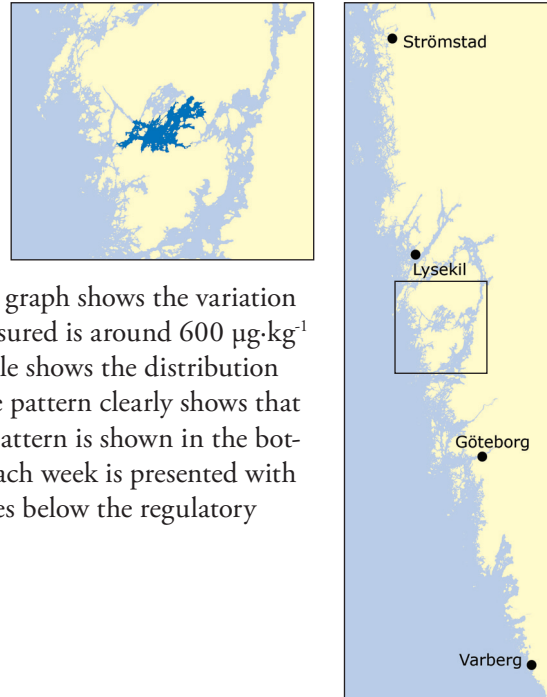 Strömstad
Lysekil
graph shows the variation
sured is around 600 µg·kg-1
le shows the distribution
pattern clearly shows that
attern is shown in the bot-
ach week is presented with
es below the regulatory
Göteborg
Varberg